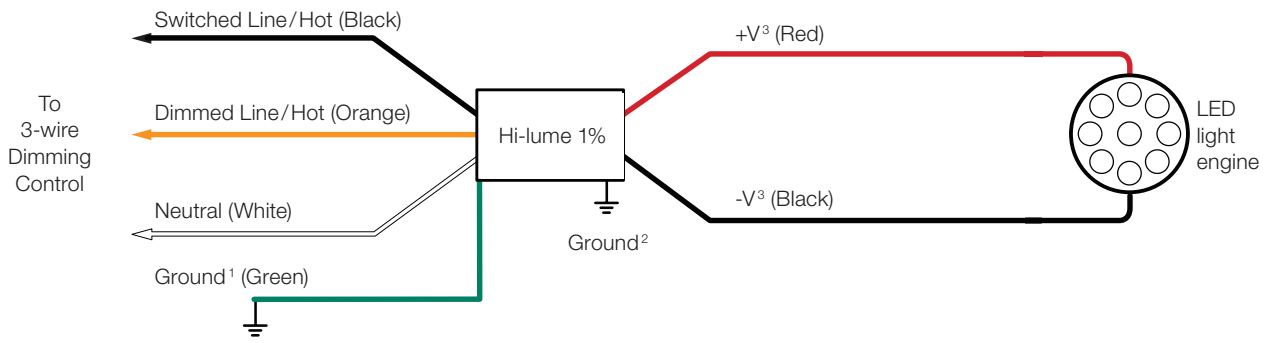 Switched Line/Hot (Black)
Dimmed Line/Hot (Orange)
Neutral (White)
Ground¹ (Green)
To
3-wire
Dimming
Control
Hi-lume 1%
Ground²
+V³ (Red)
-V³ (Black)
LED
light
engine